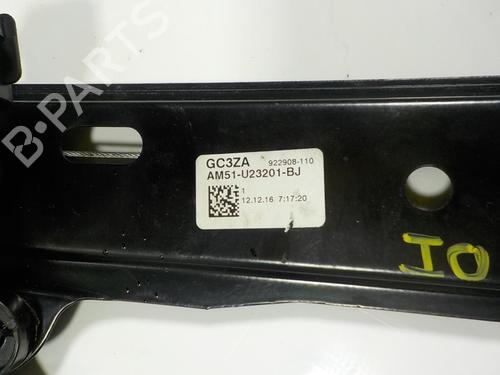 B-PARTS
GC3ZA 922908-110
AM51-U23201-BJ
1
12.12.16 7:17:20
IO